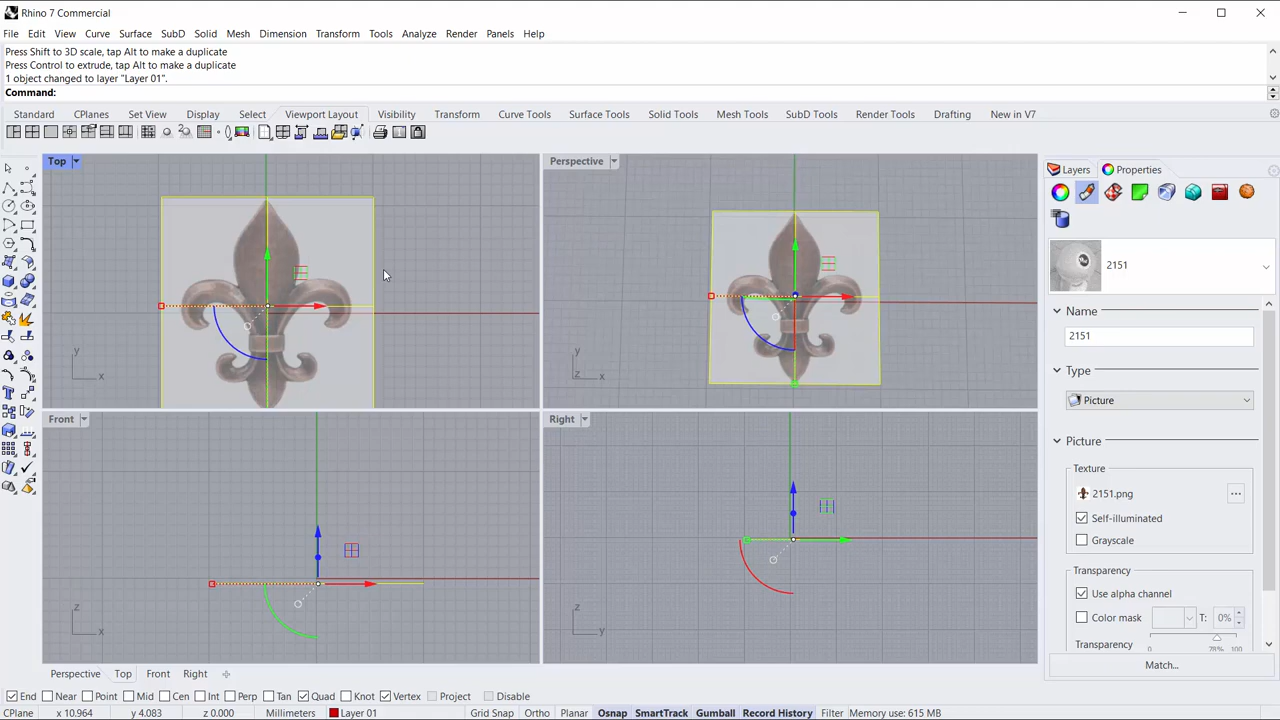 Rhino 7 Commercial
File Edit View Curve Surface SubD Solid Mesh Dimension Transform Tools Analyze Render Panels Help
Press Shift to 3D scale, tap Alt to make a duplicate
Press Control to extrude, tap Alt to make a duplicate
1 object changed to layer "Layer 01".
Command:
Standard CPlanes Set View Display Select Viewport Layout Visibility Transform Curve Tools Surface Tools Solid Tools Mesh Tools SubD Tools Render Tools Drafting New in V7
Top
Perspective
Layers Properties
2151
Name
2151
Type
Picture
Picture
Texture
2151.png
Self-illuminated
Grayscale
Transparency
Use alpha channel
Color mask T: 0%
Transparency 0 78% 100
Match...
y x
z y x
Front
Right
z x
z y
Perspective Top Front Right
End Near Point Mid Cen Int Perp Tan Quad Knot Vertex Project Disable
CPlane x 10.964 y 4.083 z 0.000 Millimeters Layer 01 Grid Snap Ortho Planar Osnap SmartTrack Gumball Record History Filter Memory use: 615 MB